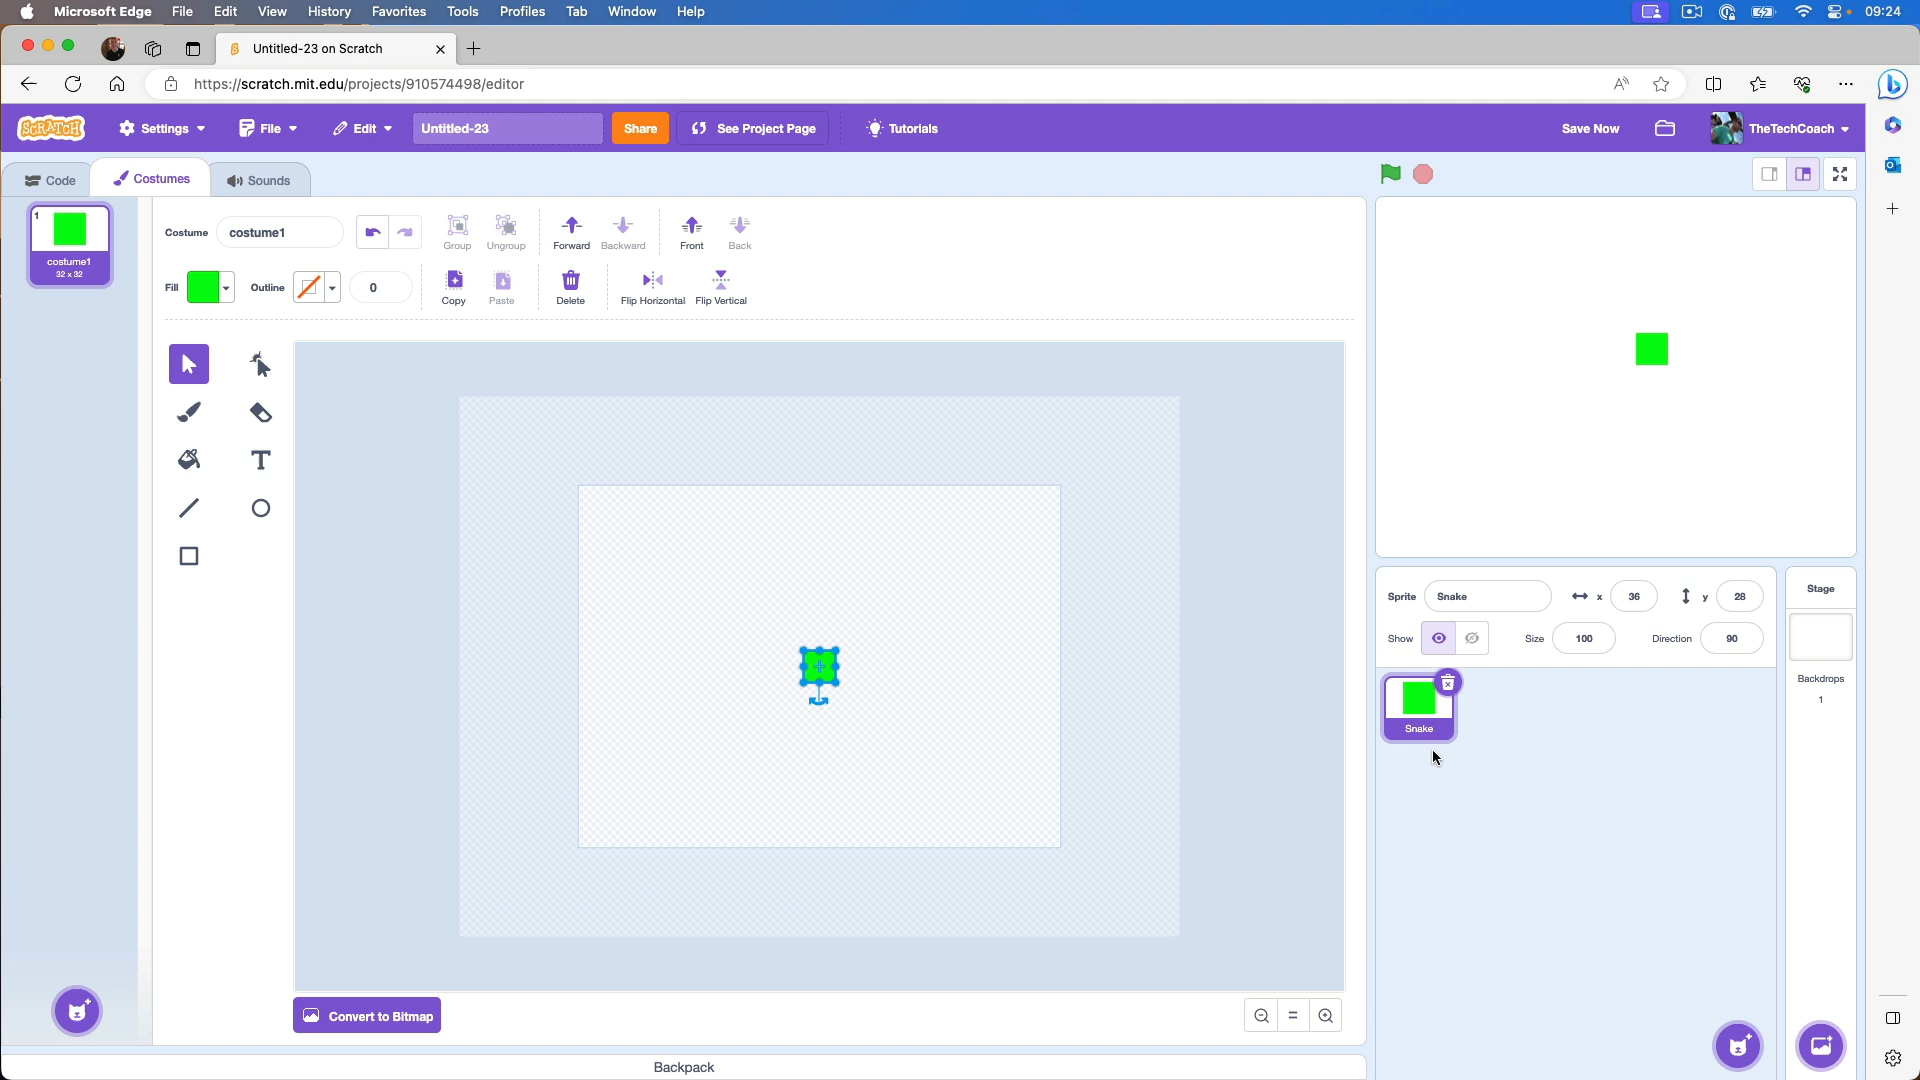 Microsoft Edge File Edit View History Favorites Tools Profiles Tab Window Help 09:24
Untitled-23 on Scratch
https://scratch.mit.edu/projects/910574498/editor
SCRATCH Settings File Edit Untitled-23 Share See Project Page Tutorials Save Now TheTechCoach
Code Costumes Sounds
1
costume1
32 x 32
Costume costume1 Group Ungroup Forward Backward Front Back
Fill Outline 0 Copy Paste Delete Flip Horizontal Flip Vertical
Sprite Snake x 36 y 28
Show Size 100 Direction 90
Snake
Stage
Backdrops
1
Convert to Bitmap
Backpack